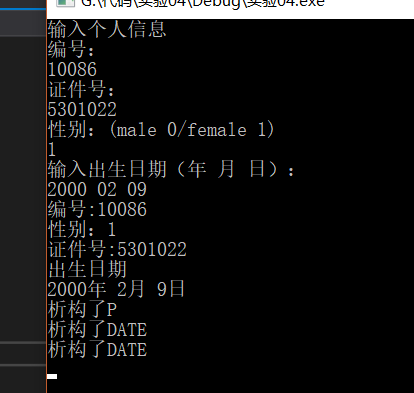 G:\代码\实验04\Debug\实验04.exe
输入个人信息
编号：
10086
证件号：
5301022
性别：(male 0/female 1)
1
输入出生日期（年 月 日）：
2000 02 09
编号:10086
性别：1
证件号:5301022
出生日期
2000年 2月 9日
析构了P
析构了DATE
析构了DATE